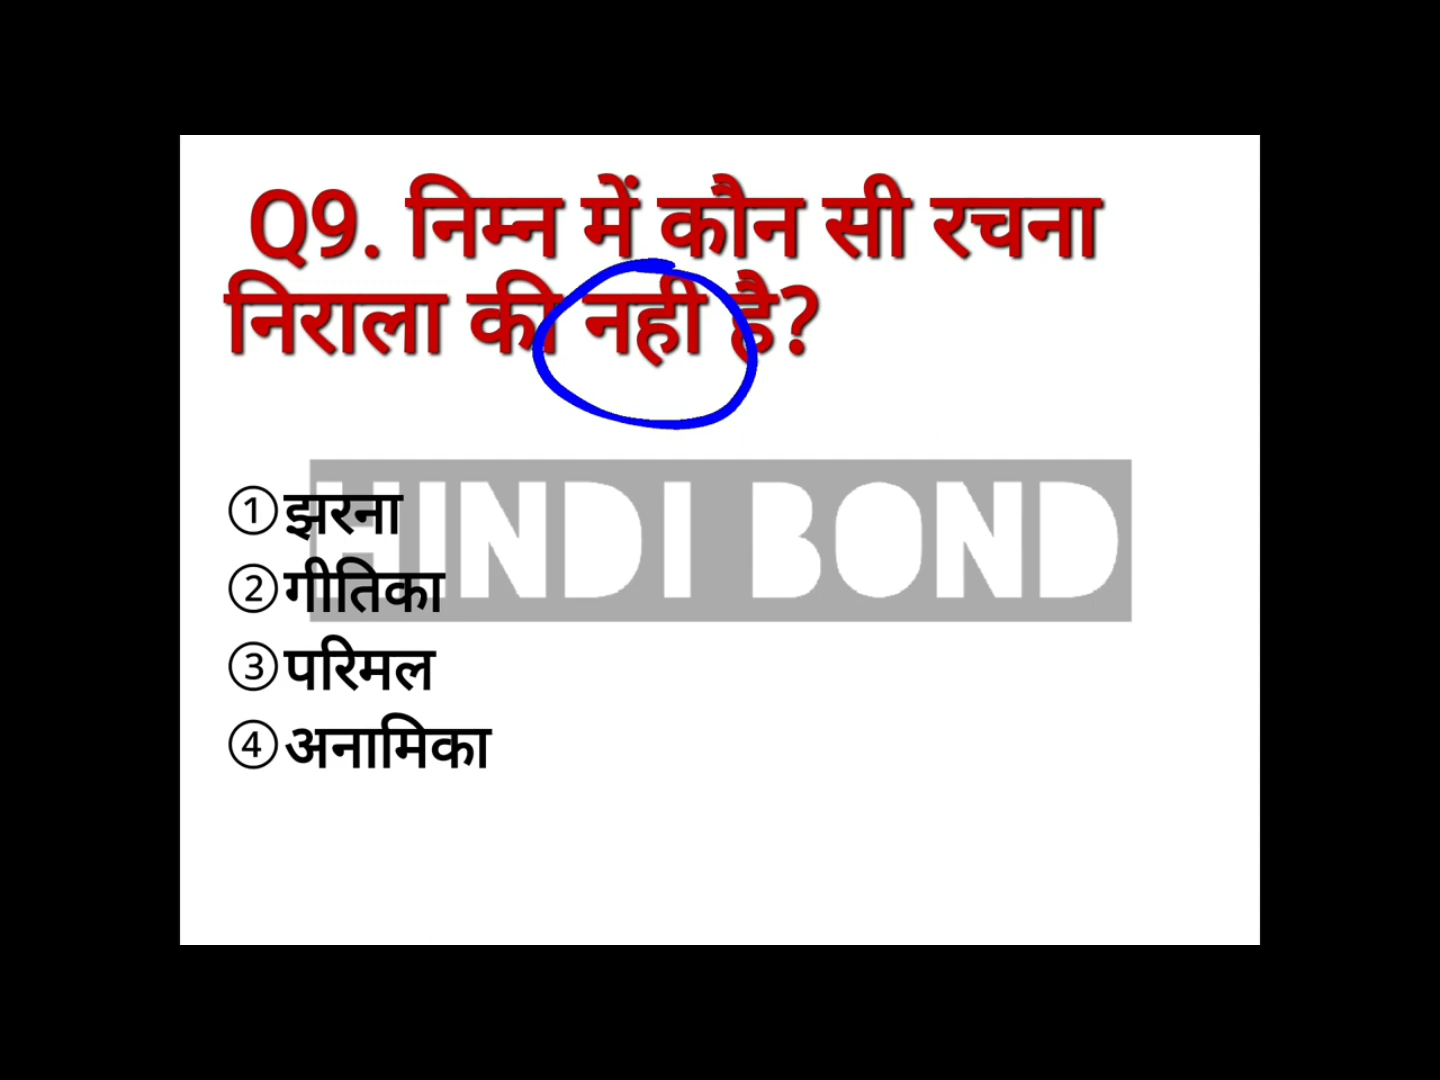 Q9. निम्न में कौन सी रचना
निराला की नही है?
HINDI BOND
①झरना
②गीतिका
③परिमल
④अनामिका